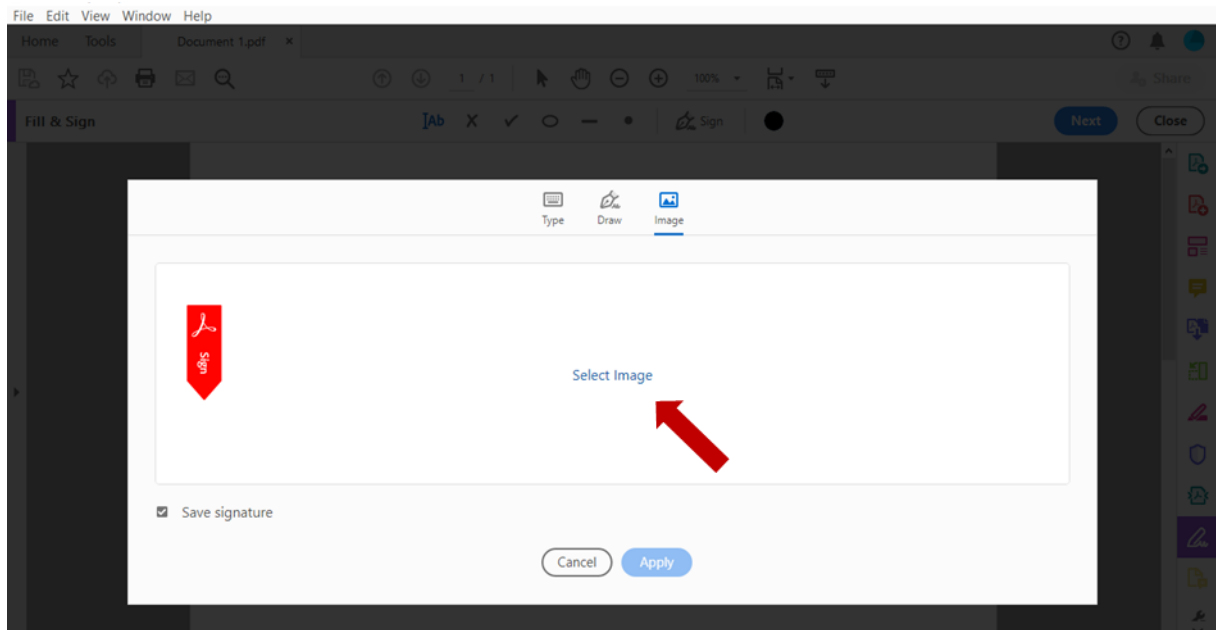 File Edit View Window Help
Home Tools Document 1.pdf ×
1 / 1 100% Share
Fill & Sign Ab Sign Next Close
Type Draw Image
Sign
Select Image
Save signature
Cancel Apply